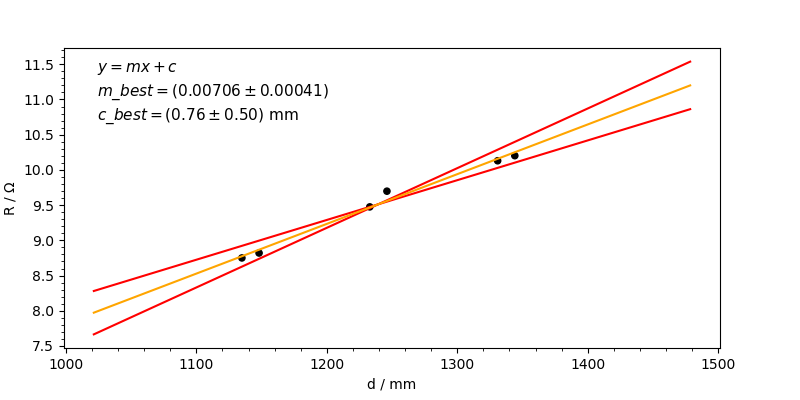 y = mx + c
m_best = (0.00706 ± 0.00041)
c_best = (0.76 ± 0.50) mm
11.5
11.0
10.5
10.0
9.5
9.0
8.5
8.0
7.5
R / Ω
1000 1100 1200 1300 1400 1500
d / mm